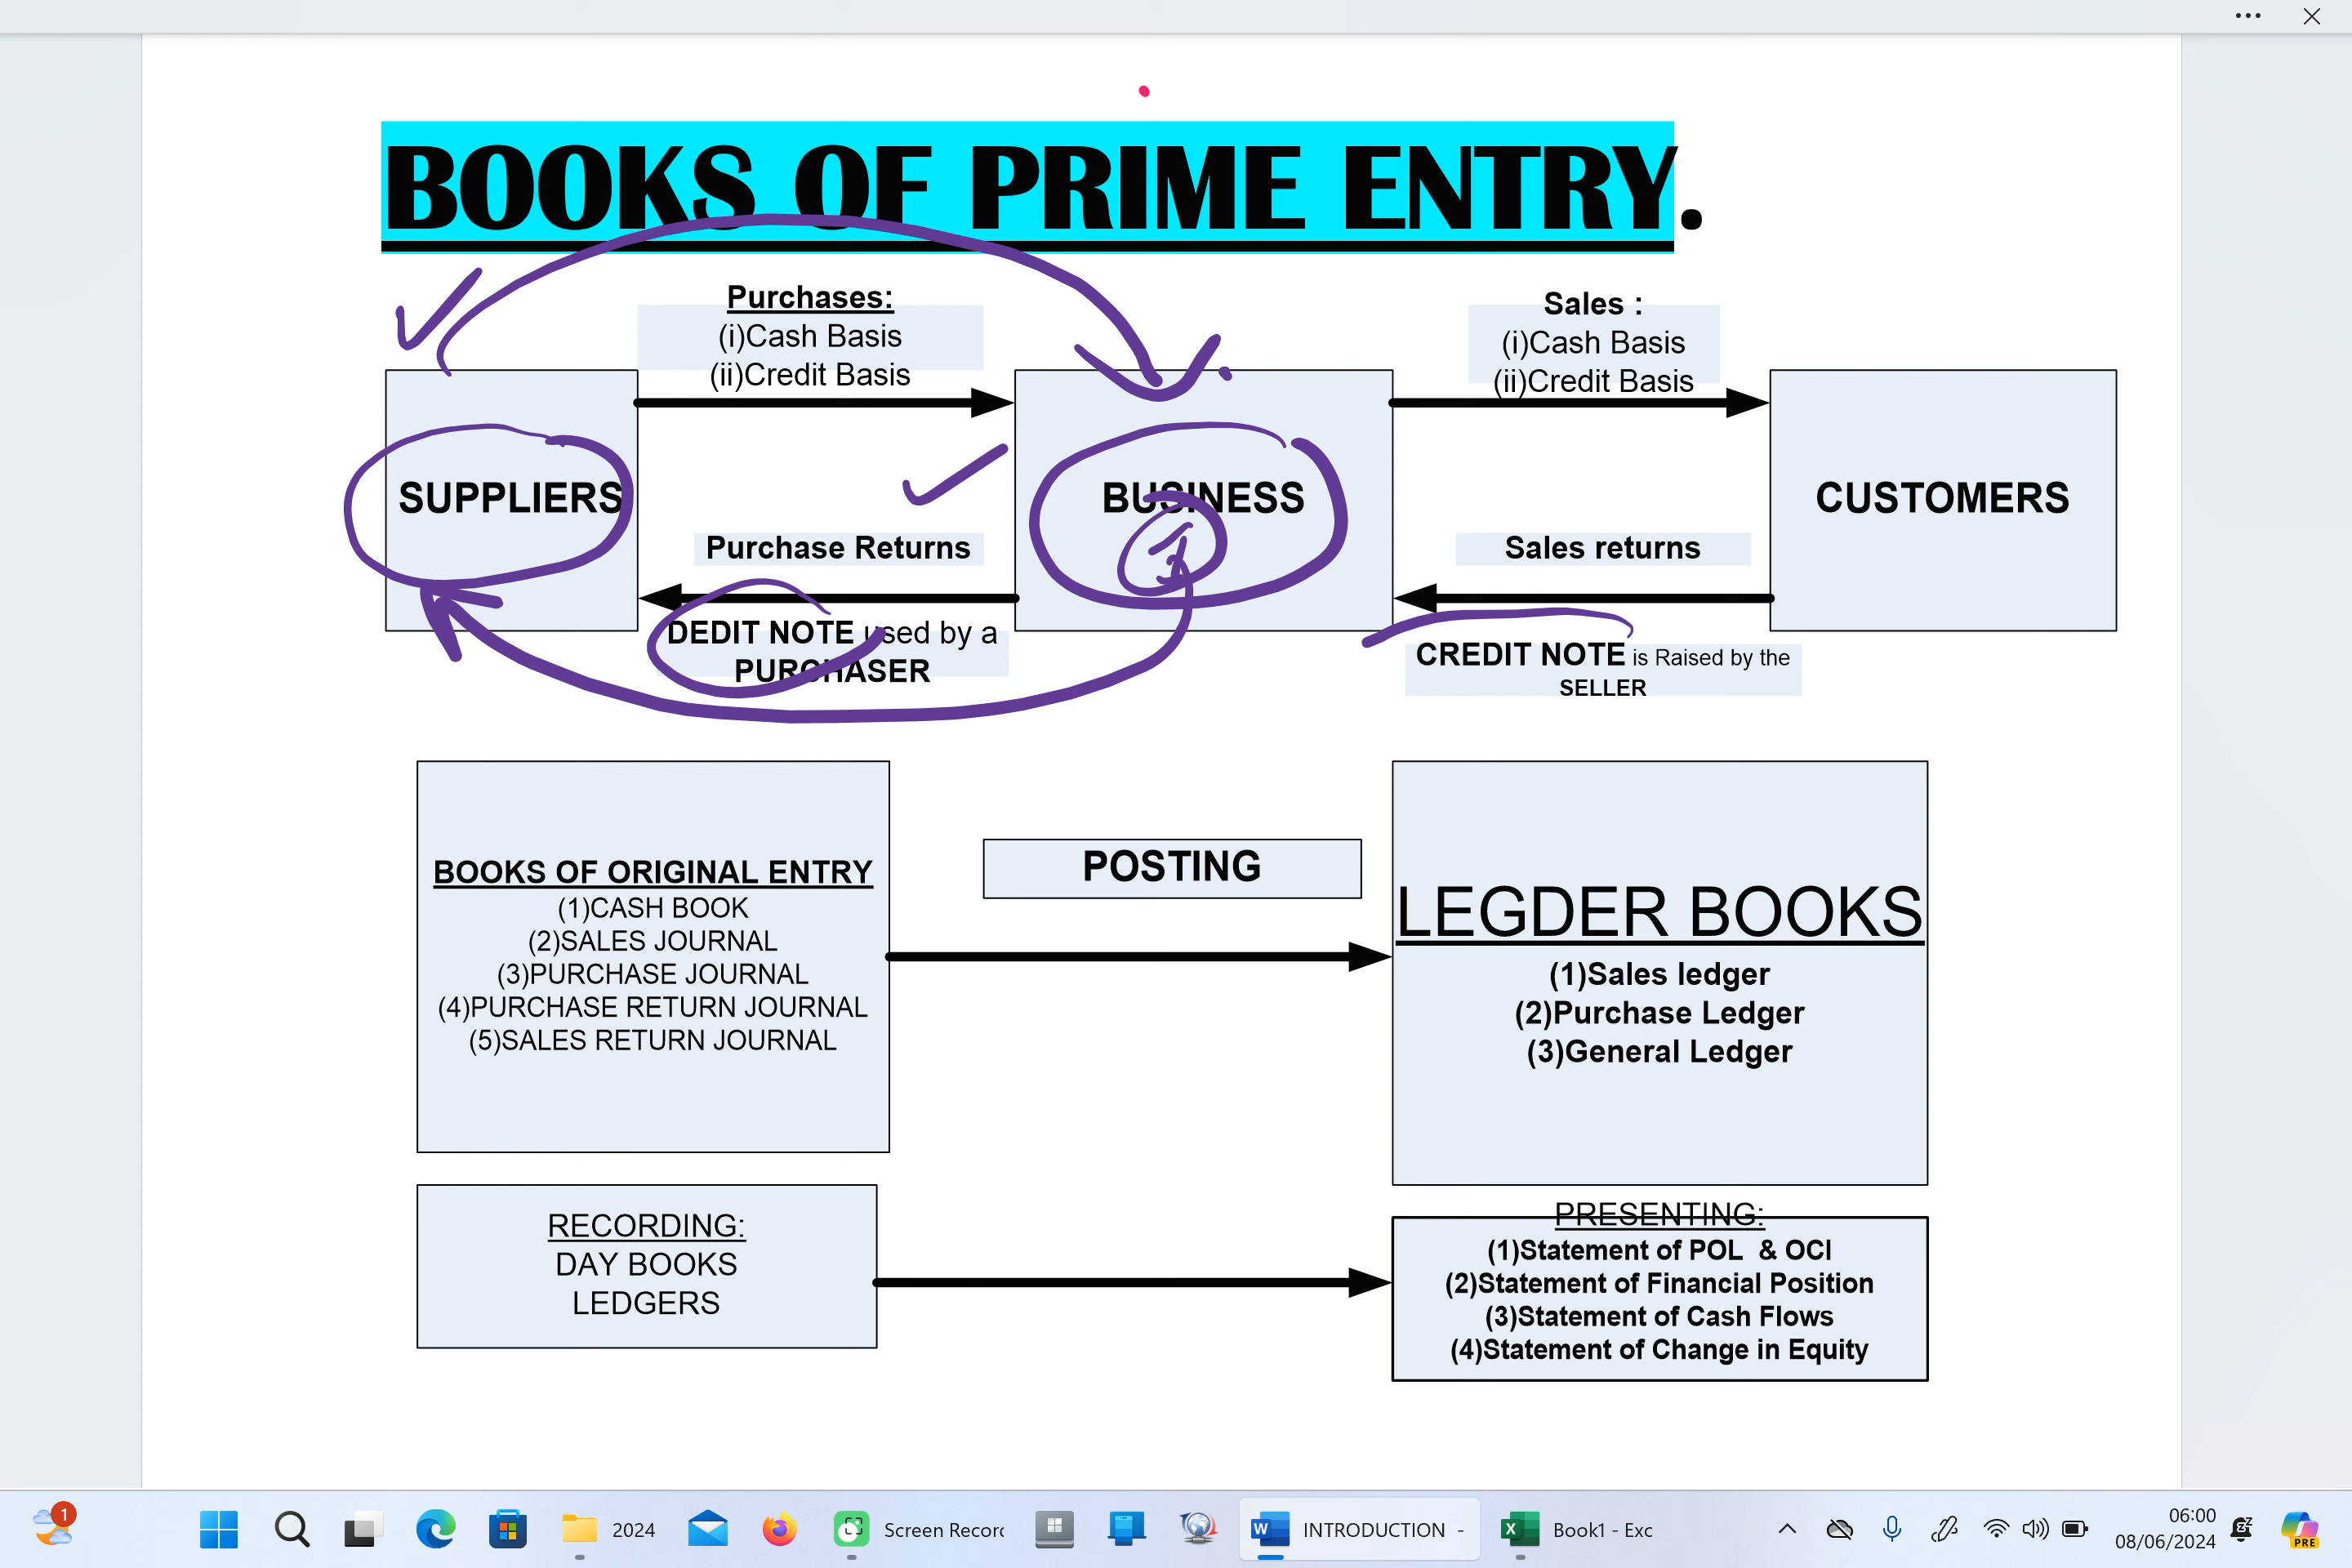 BOOKS OF PRIME ENTRY.
Purchases:
(i)Cash Basis
(ii)Credit Basis
Sales :
(i)Cash Basis
(ii)Credit Basis
SUPPLIERS
BUSINESS
CUSTOMERS
Purchase Returns
Sales returns
DEDIT NOTE used by a
PURCHASER
CREDIT NOTE is Raised by the
SELLER
BOOKS OF ORIGINAL ENTRY
(1)CASH BOOK
(2)SALES JOURNAL
(3)PURCHASE JOURNAL
(4)PURCHASE RETURN JOURNAL
(5)SALES RETURN JOURNAL
POSTING
LEGDER BOOKS
(1)Sales ledger
(2)Purchase Ledger
(3)General Ledger
RECORDING:
DAY BOOKS
LEDGERS
PRESENTING:
(1)Statement of POL & OCI
(2)Statement of Financial Position
(3)Statement of Cash Flows
(4)Statement of Change in Equity
1
2024
Screen Recor
INTRODUCTION -
Book1 - Exc
06:00
08/06/2024
PRE